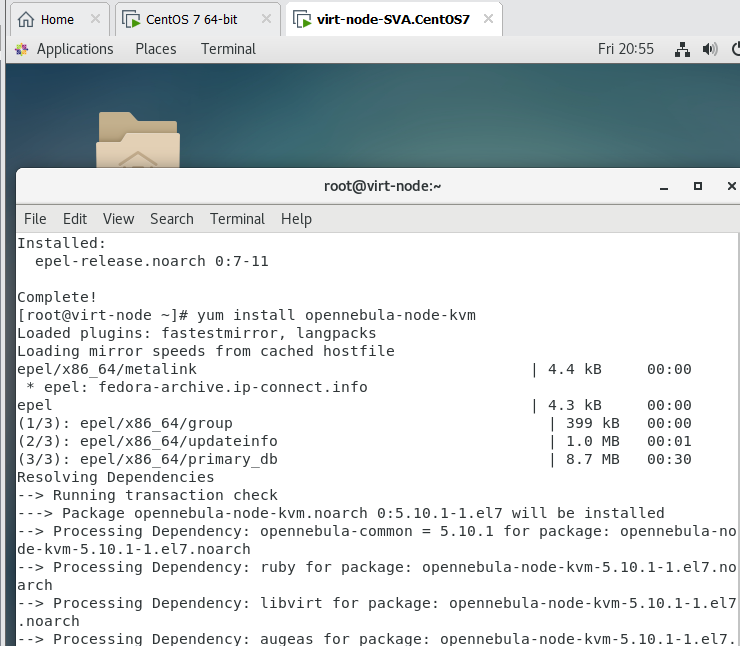 Home
CentOS 7 64-bit
virt-node-SVA.CentOS7
Applications Places Terminal Fri 20:55
root@virt-node:~
File Edit View Search Terminal Help
Installed:
  epel-release.noarch 0:7-11
Complete!
[root@virt-node ~]# yum install opennebula-node-kvm
Loaded plugins: fastestmirror, langpacks
Loading mirror speeds from cached hostfile
epel/x86_64/metalink | 4.4 kB 00:00
 * epel: fedora-archive.ip-connect.info
epel | 4.3 kB 00:00
(1/3): epel/x86_64/group | 399 kB 00:00
(2/3): epel/x86_64/updateinfo | 1.0 MB 00:01
(3/3): epel/x86_64/primary_db | 8.7 MB 00:30
Resolving Dependencies
--> Running transaction check
---> Package opennebula-node-kvm.noarch 0:5.10.1-1.el7 will be installed
--> Processing Dependency: opennebula-common = 5.10.1 for package: opennebula-no
de-kvm-5.10.1-1.el7.noarch
--> Processing Dependency: ruby for package: opennebula-node-kvm-5.10.1-1.el7.no
arch
--> Processing Dependency: libvirt for package: opennebula-node-kvm-5.10.1-1.el7
.noarch
--> Processing Dependency: augeas for package: opennebula-node-kvm-5.10.1-1.el7.